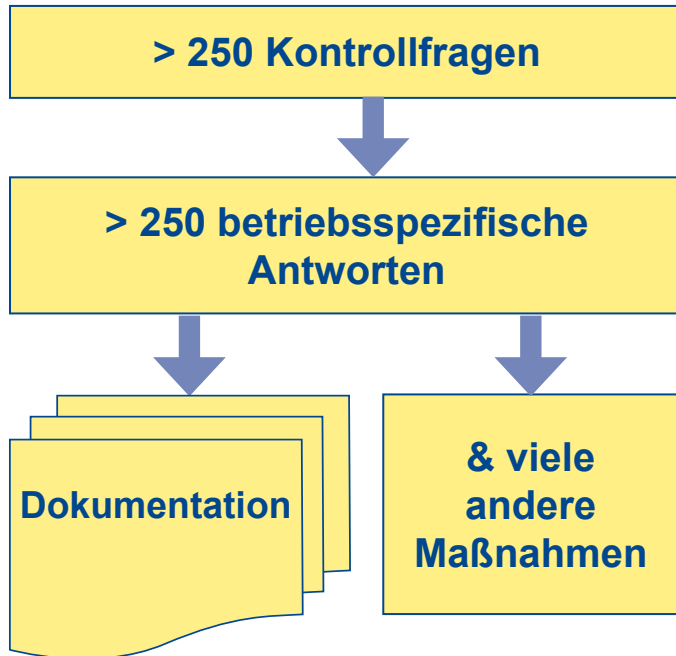 > 250 Kontrollfragen
> 250 betriebsspezifische
Antworten
Dokumentation
& viele
andere
Maßnahmen